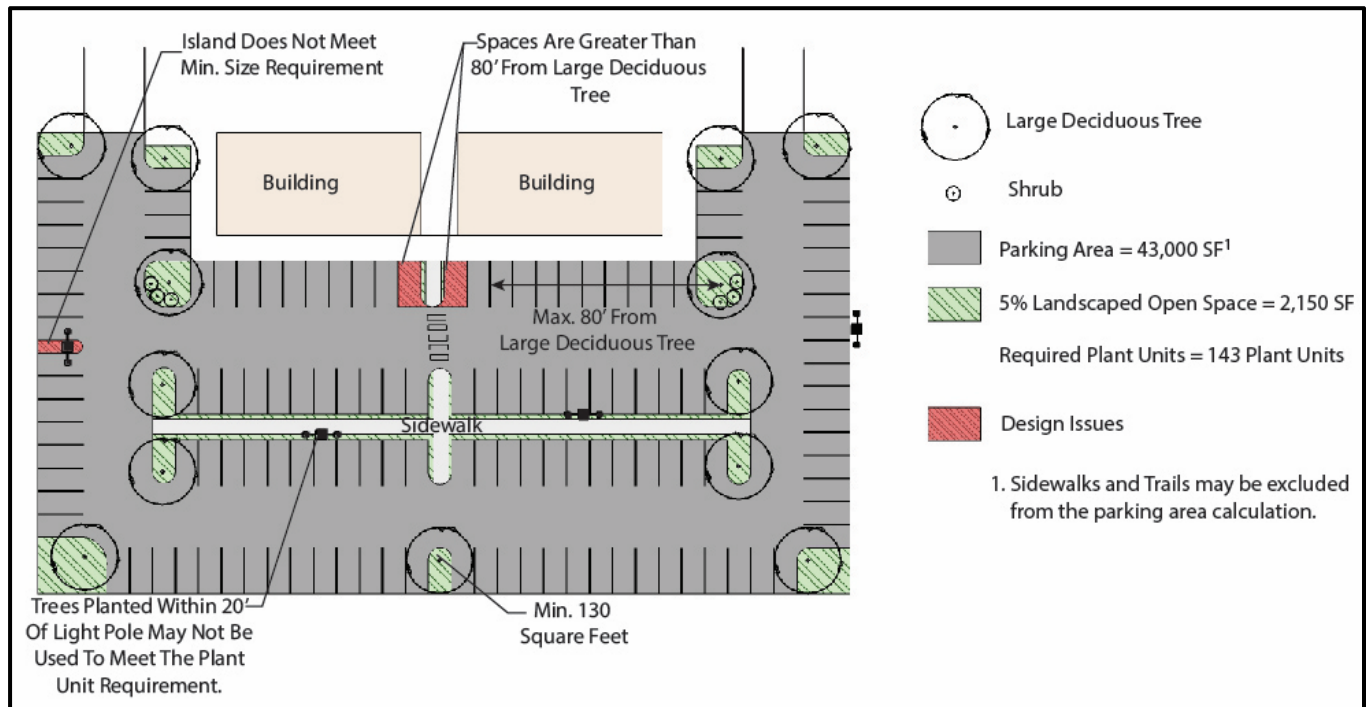 Island Does Not Meet
Min. Size Requirement
Spaces Are Greater Than
80' From Large Deciduous
Tree
Building
Building
Max. 80' From
Large Deciduous Tree
Sidewalk
Trees Planted Within 20'
Of Light Pole May Not Be
Used To Meet The Plant
Unit Requirement.
Min. 130
Square Feet
Large Deciduous Tree
Shrub
Parking Area = 43,000 SF¹
5% Landscaped Open Space = 2,150 SF
Required Plant Units = 143 Plant Units
Design Issues
1. Sidewalks and Trails may be excluded
from the parking area calculation.